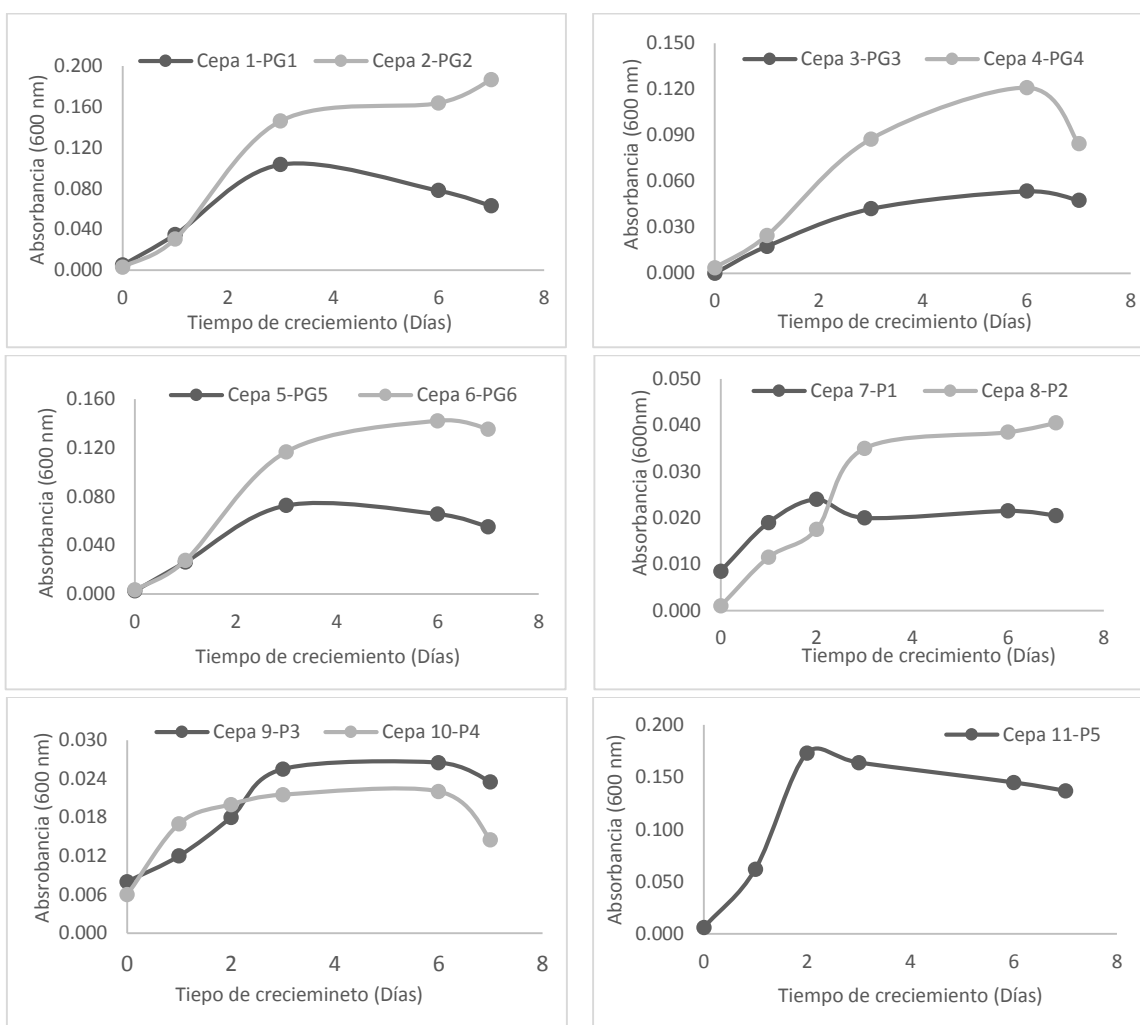 Cepa 1-PG1 Cepa 2-PG2
0.200
0.160
0.120
0.080
0.040
0.000
Absorbancia (600 nm)
0 2 4 6 8
Tiempo de creciemiento (Días)
0.150
Cepa 3-PG3 Cepa 4-PG4
0.120
0.090
0.060
0.030
0.000
Absorbancia (600 nm)
0 2 4 6 8
Tiempo de crecimiento (Días)
Cepa 5-PG5 Cepa 6-PG6
0.160
0.120
0.080
0.040
0.000
Absorbancia (600 nm)
0 2 4 6 8
Tiempo de creciemiento (Días)
0.050
Cepa 7-P1 Cepa 8-P2
0.040
0.030
0.020
0.010
0.000
Absorbancia (600nm)
0 2 4 6 8
Tiempo de crecimiento (Días)
Cepa 9-P3 Cepa 10-P4
0.030
0.024
0.018
0.012
0.006
0.000
Absrobancia (600 nm)
0 2 4 6 8
Tiepo de creciemineto (Días)
0.200
Cepa 11-P5
0.150
0.100
0.050
0.000
Absorbancia (600 nm)
0 2 4 6 8
Tiempo de creciemiento (Días)